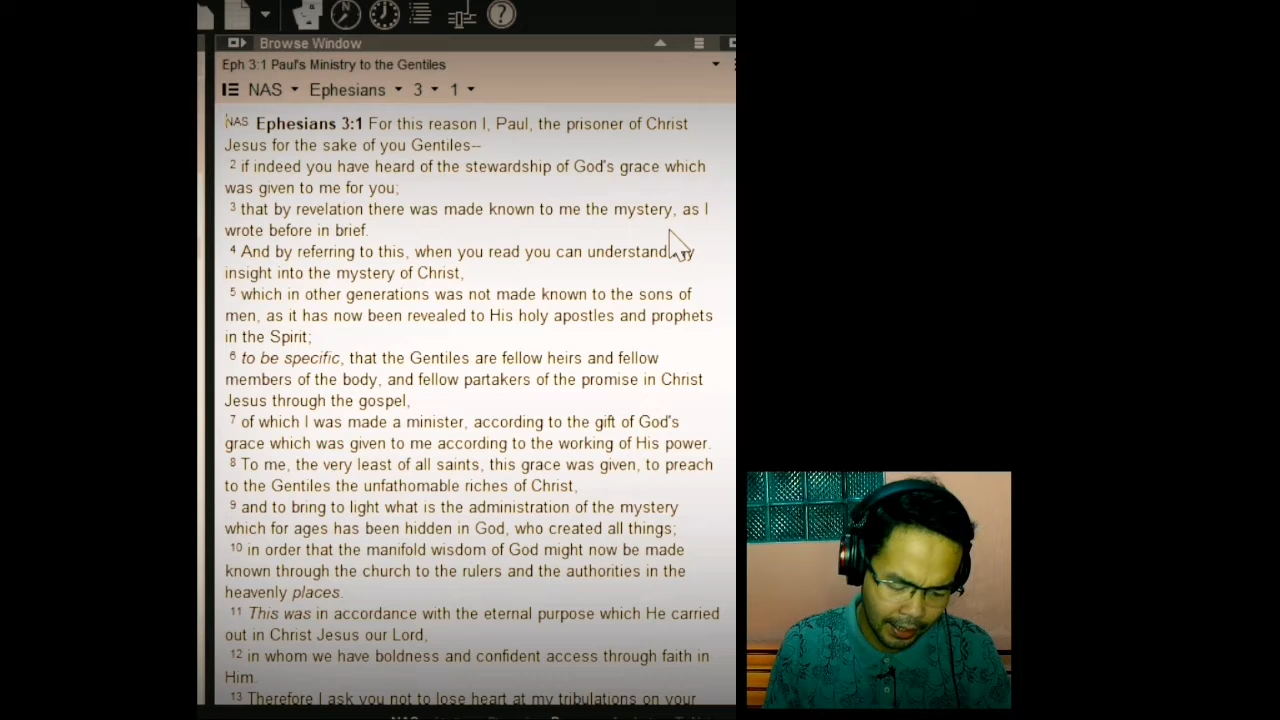 Browse Window
Eph 3:1 Paul's Ministry to the Gentiles
NAS Ephesians 3 1
NAS Ephesians 3:1 For this reason I, Paul, the prisoner of Christ
Jesus for the sake of you Gentiles--
2 if indeed you have heard of the stewardship of God's grace which
was given to me for you;
3 that by revelation there was made known to me the mystery, as I
wrote before in brief.
4 And by referring to this, when you read you can understand
insight into the mystery of Christ,
5 which in other generations was not made known to the sons of
men, as it has now been revealed to His holy apostles and prophets
in the Spirit;
6 to be specific, that the Gentiles are fellow heirs and fellow
members of the body, and fellow partakers of the promise in Christ
Jesus through the gospel,
7 of which I was made a minister, according to the gift of God's
grace which was given to me according to the working of His power.
8 To me, the very least of all saints, this grace was given, to preach
to the Gentiles the unfathomable riches of Christ,
9 and to bring to light what is the administration of the mystery
which for ages has been hidden in God, who created all things;
10 in order that the manifold wisdom of God might now be made
known through the church to the rulers and the authorities in the
heavenly places.
11 This was in accordance with the eternal purpose which He carried
out in Christ Jesus our Lord,
12 in whom we have boldness and confident access through faith in
Him.
13 Therefore I ask you not to lose heart at my tribulations on your